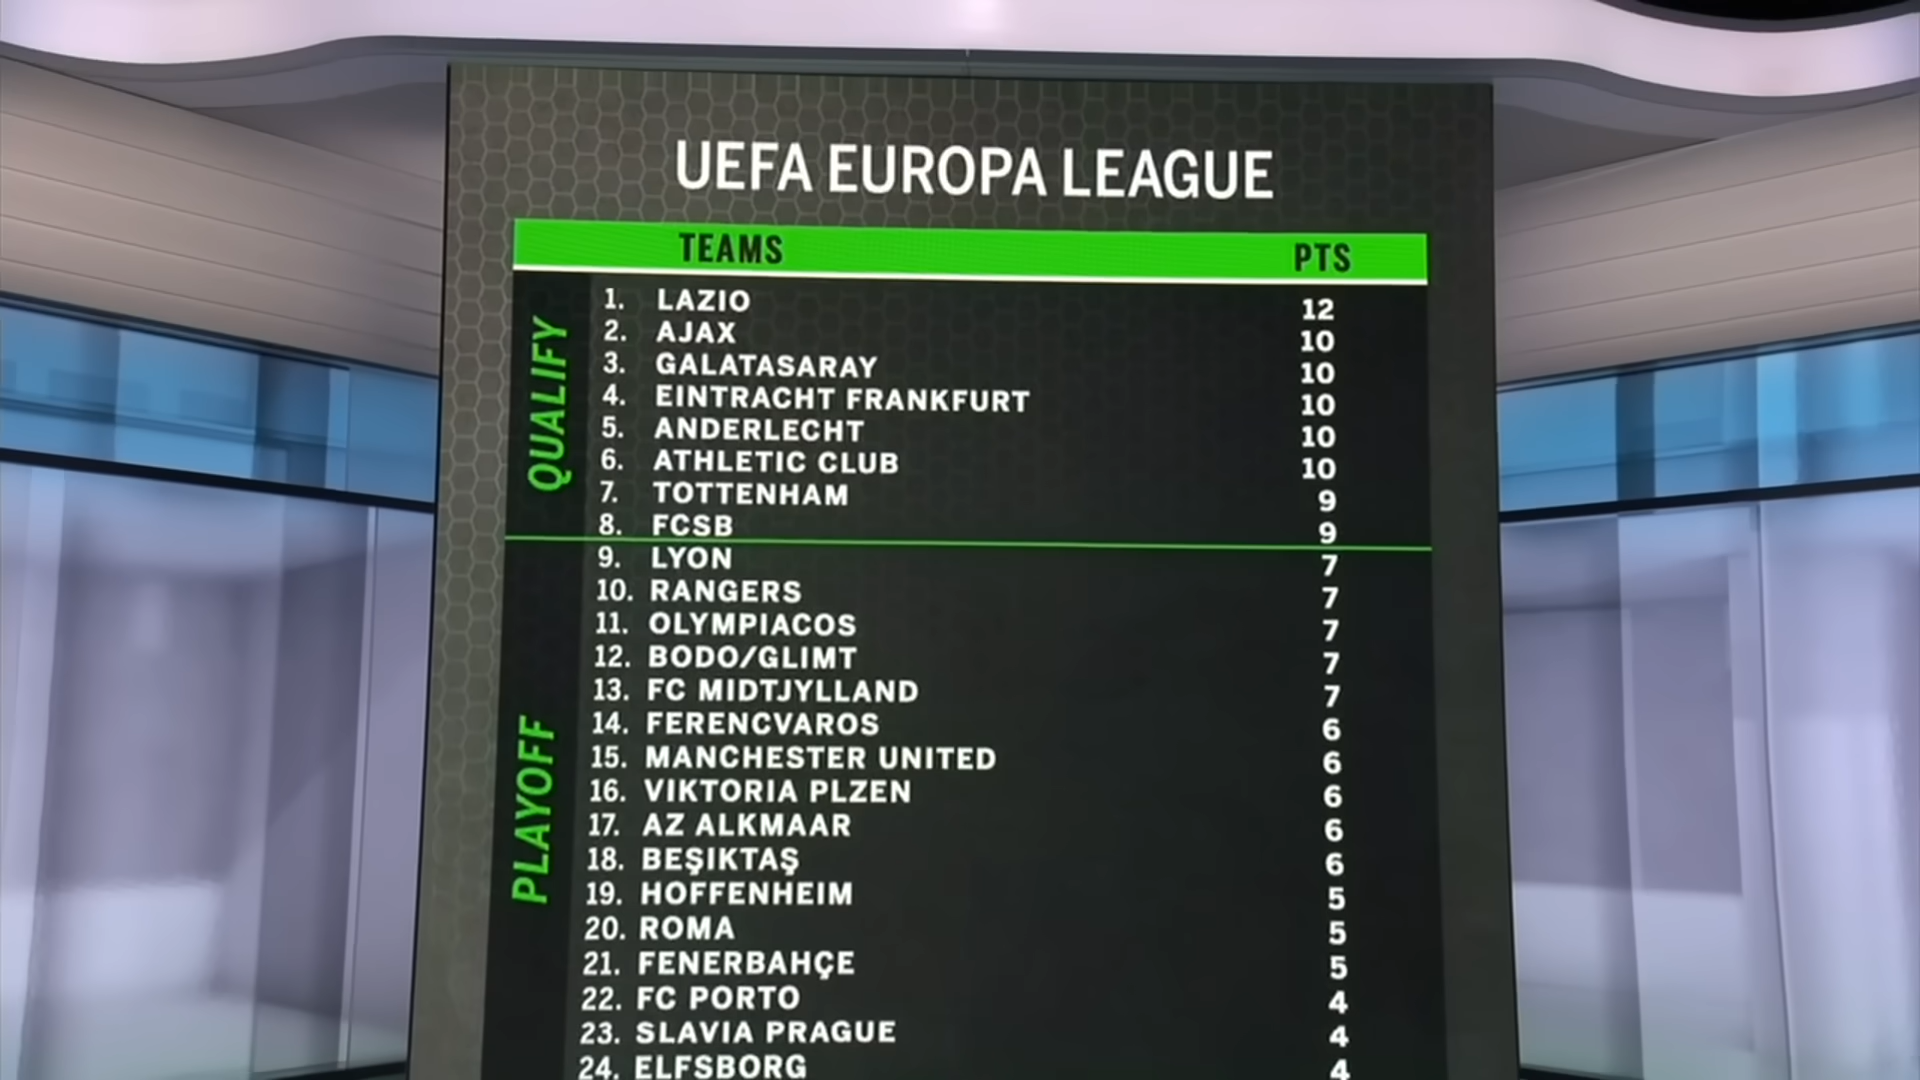 UEFA EUROPA LEAGUE
TEAMS PTS
QUALIFY
1. LAZIO 12
2. AJAX 10
3. GALATASARAY 10
4. EINTRACHT FRANKFURT 10
5. ANDERLECHT 10
6. ATHLETIC CLUB 10
7. TOTTENHAM 9
8. FCSB 9
PLAYOFF
9. LYON 7
10. RANGERS 7
11. OLYMPIACOS 7
12. BODO/GLIMT 7
13. FC MIDTJYLLAND 7
14. FERENCVAROS 6
15. MANCHESTER UNITED 6
16. VIKTORIA PLZEN 6
17. AZ ALKMAAR 6
18. BEŞIKTAŞ 6
19. HOFFENHEIM 5
20. ROMA 5
21. FENERBAHÇE 5
22. FC PORTO 4
23. SLAVIA PRAGUE 4
24. ELFSBORG 4